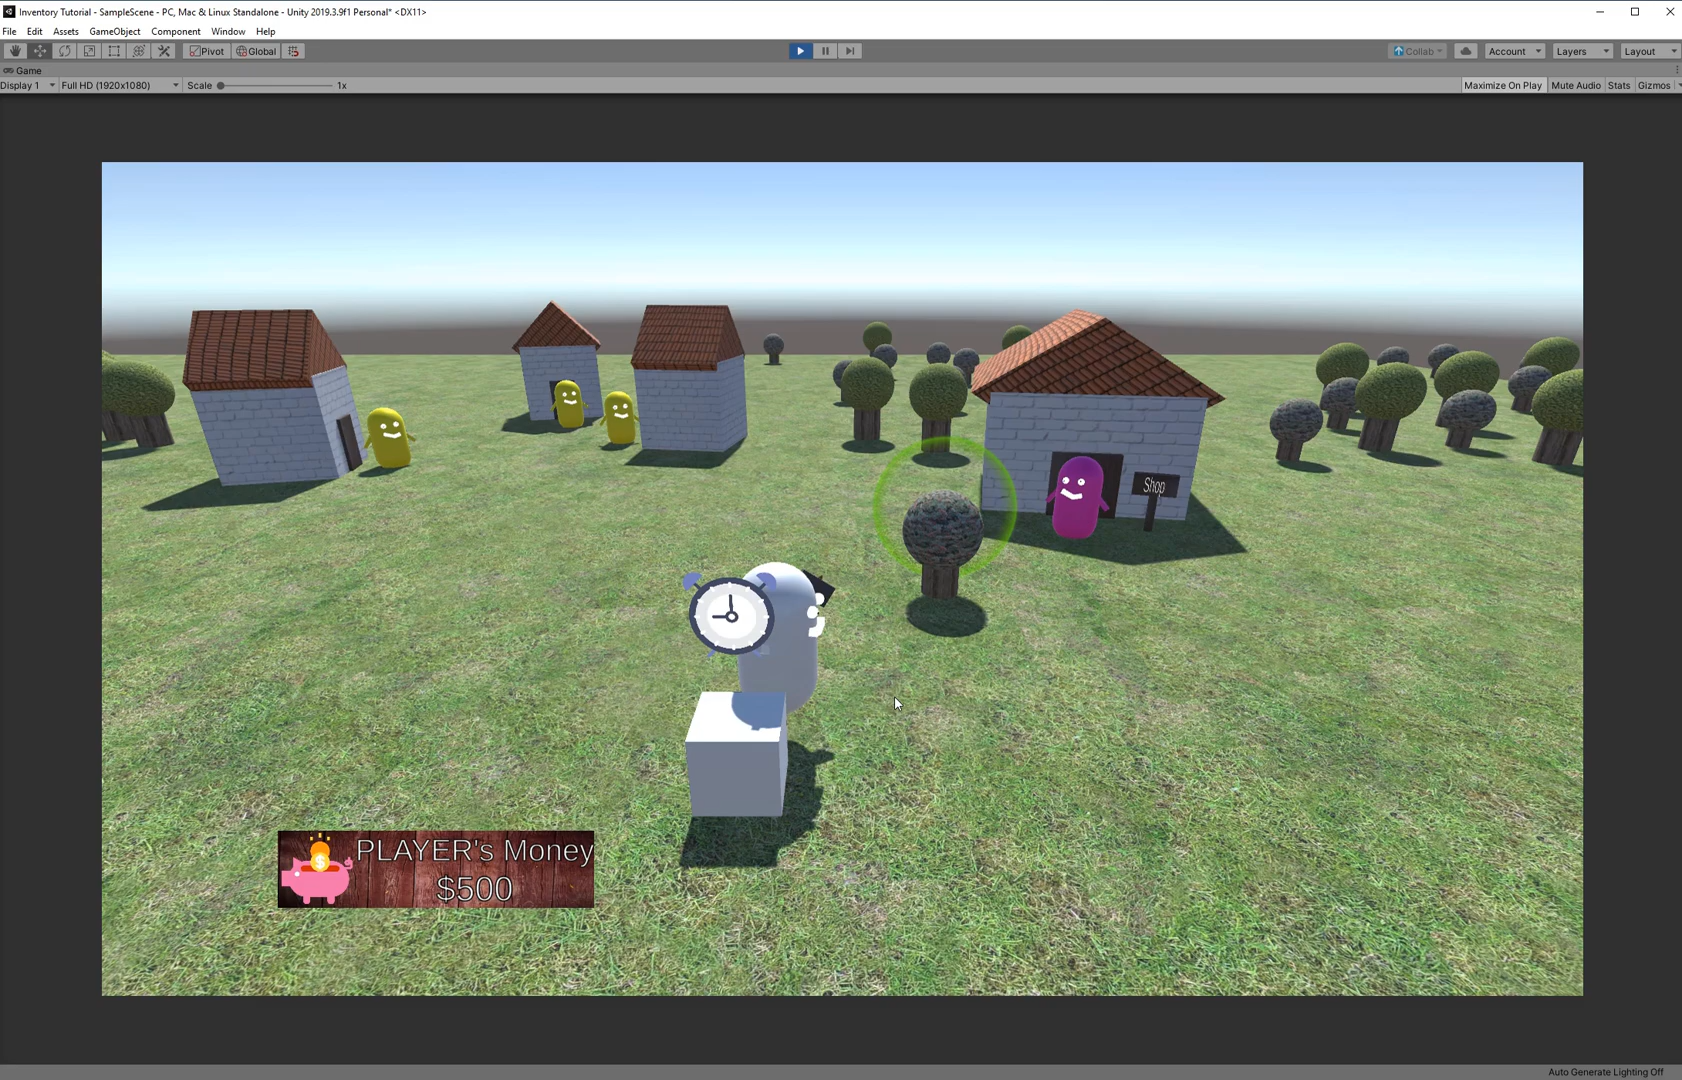 Inventory Tutorial - SampleScene - PC, Mac & Linux Standalone - Unity 2019.3.9f1 Personal* <DX11>
File Edit Assets GameObject Component Window Help
Pivot Global Collab Account Layers Layout
Game
Display 1 Full HD (1920x1080) Scale 1x Maximize On Play Mute Audio Stats Gizmos
Shop
PLAYER's Money
$500
Auto Generate Lighting Off